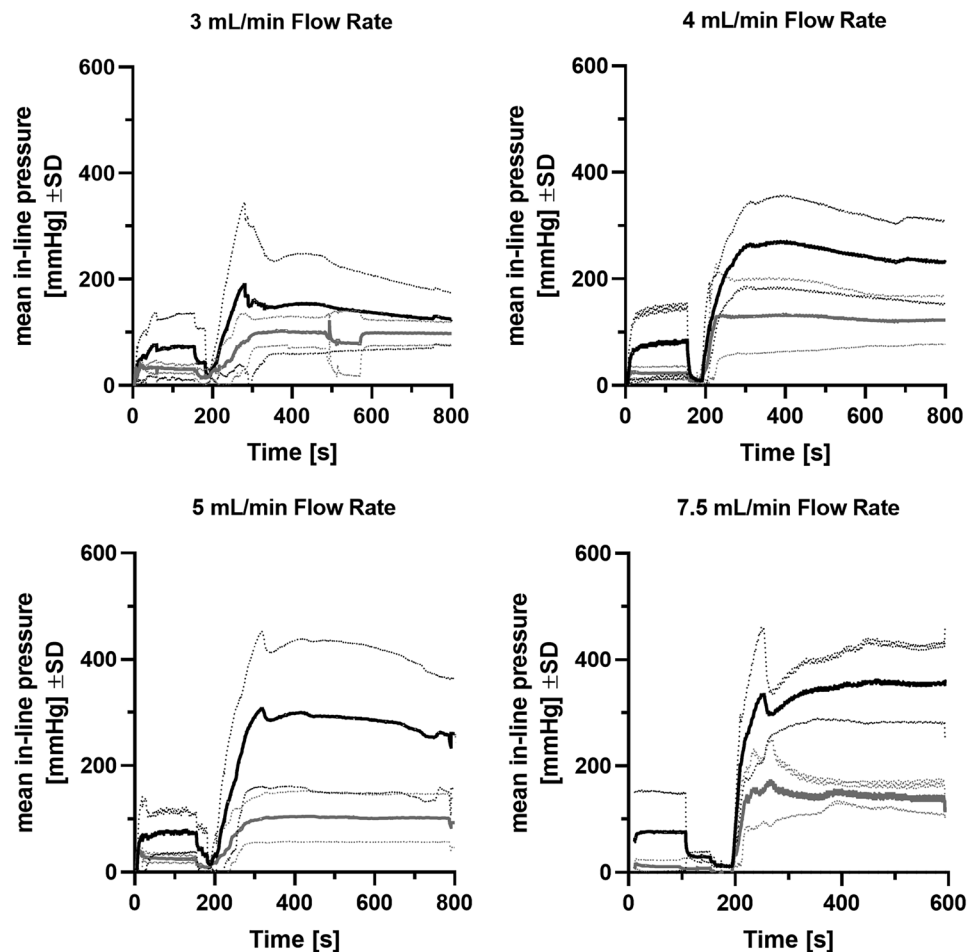 3 mL/min Flow Rate
mean in-line pressure
[mmHg] ±SD
600
400
200
0
0 200 400 600 800
Time [s]
4 mL/min Flow Rate
mean in-line pressure
[mmHg] ±SD
600
400
200
0
0 200 400 600 800
Time [s]
5 mL/min Flow Rate
mean in-line pressure
[mmHg] ±SD
600
400
200
0
0 200 400 600 800
Time [s]
7.5 mL/min Flow Rate
mean in-line pressure
[mmHg] ±SD
600
400
200
0
0 200 400 600
Time [s]